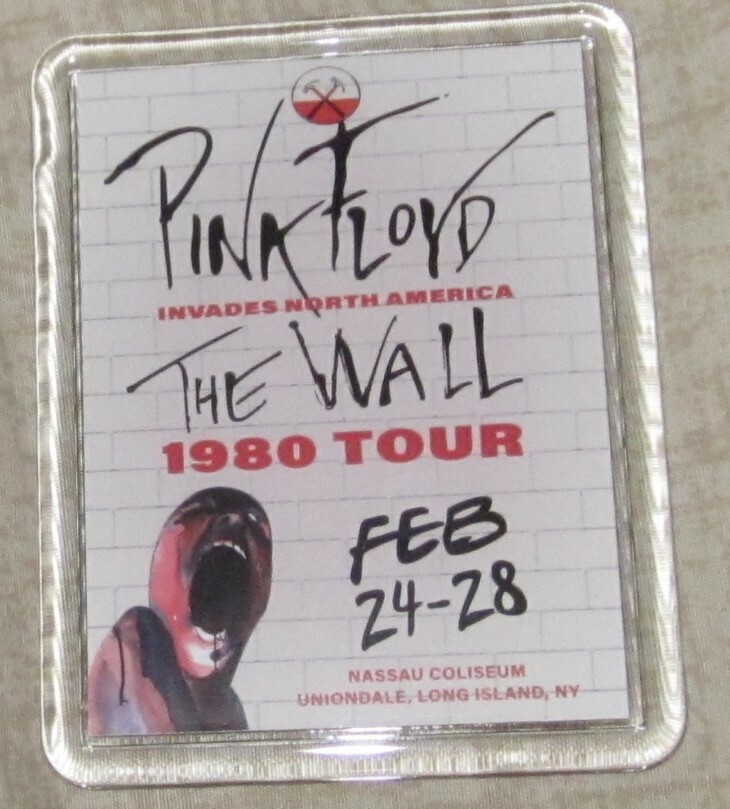 PINK FLOYD
INVADES NORTH AMERICA
THE WALL
1980 TOUR
FEB
24-28
NASSAU COLISEUM
UNIONDALE, LONG ISLAND, NY